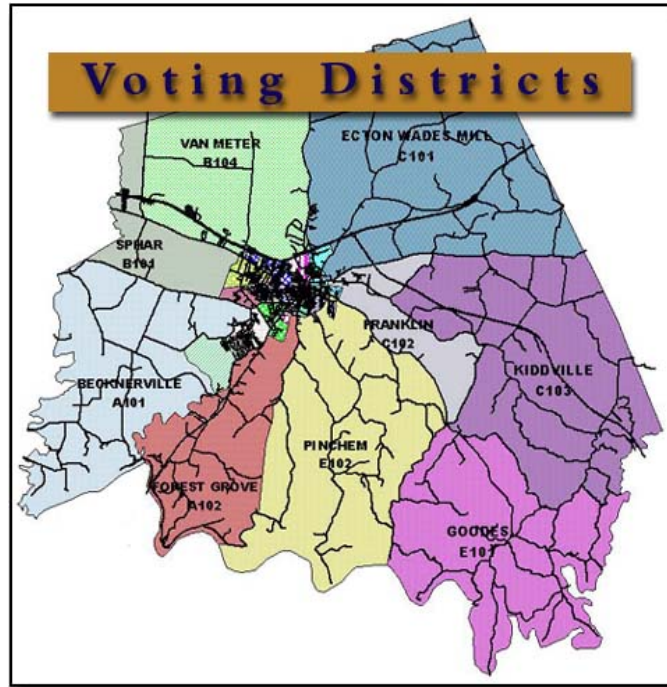 Voting Districts
VAN METER
B104
ECTON WADES MILL
C101
SPHAR
B101
FRANKLIN
C102
KIDDVILLE
C103
BECKNERVILLE
A101
PINCHEM
E102
FOREST GROVE
A102
GOODES
E101